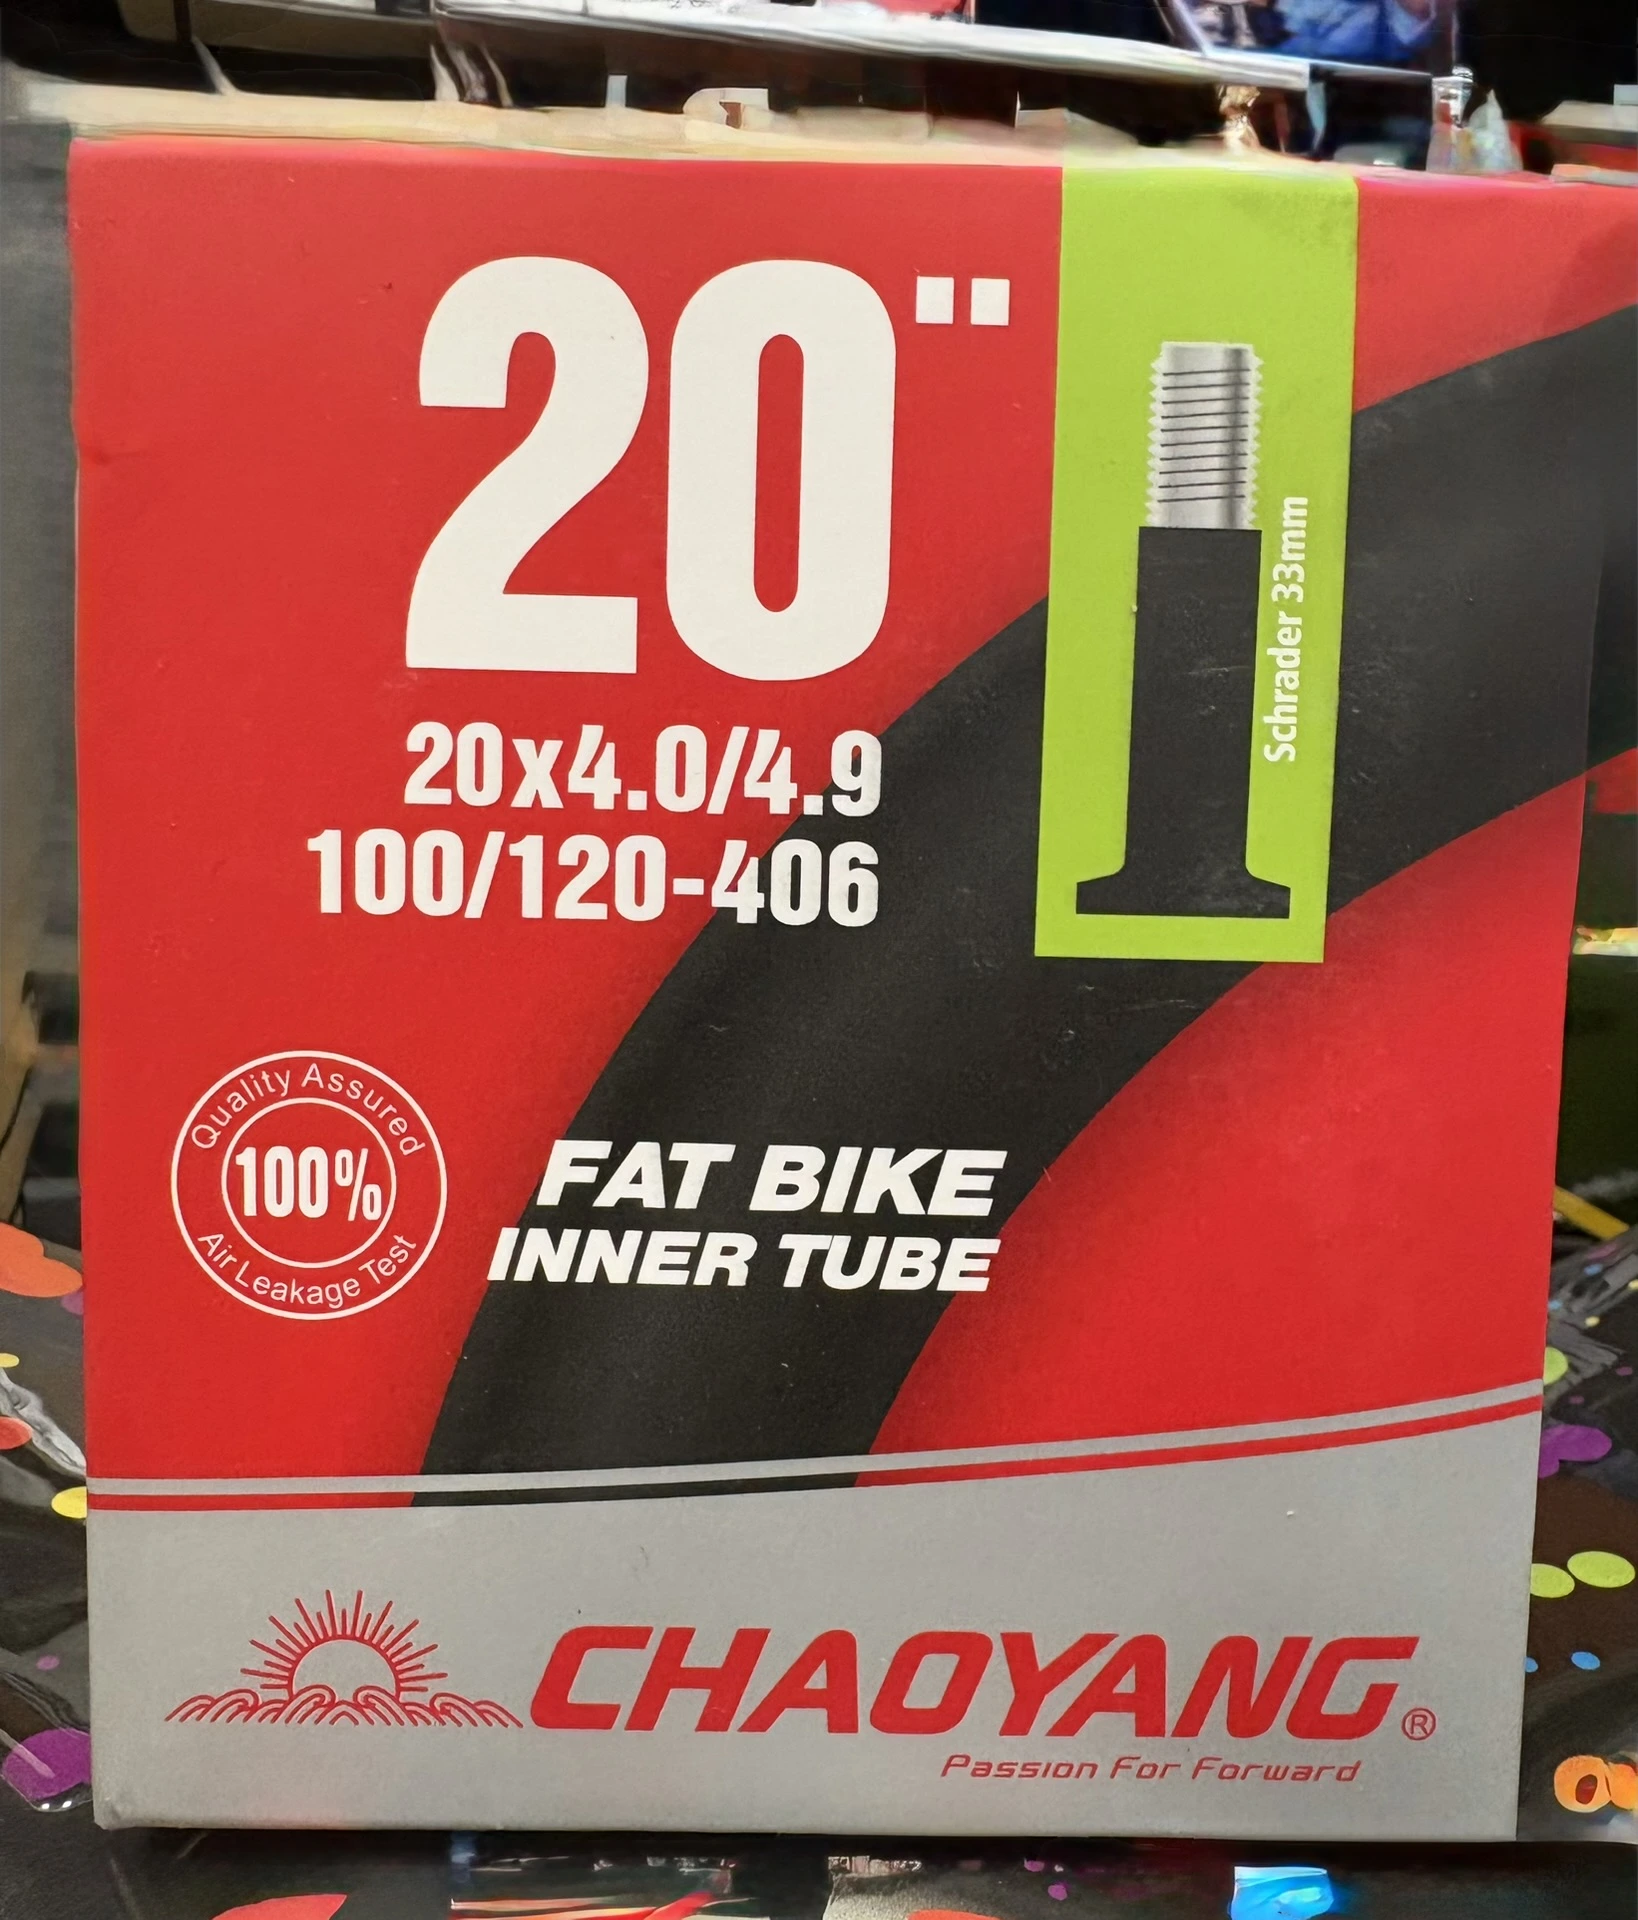 20"
20x4.0/4.9
100/120-406
Schrader 33mm
Quality Assured
100%
Air Leakage Test
FAT BIKE
INNER TUBE
CHAOYANG®
Passion For Forward